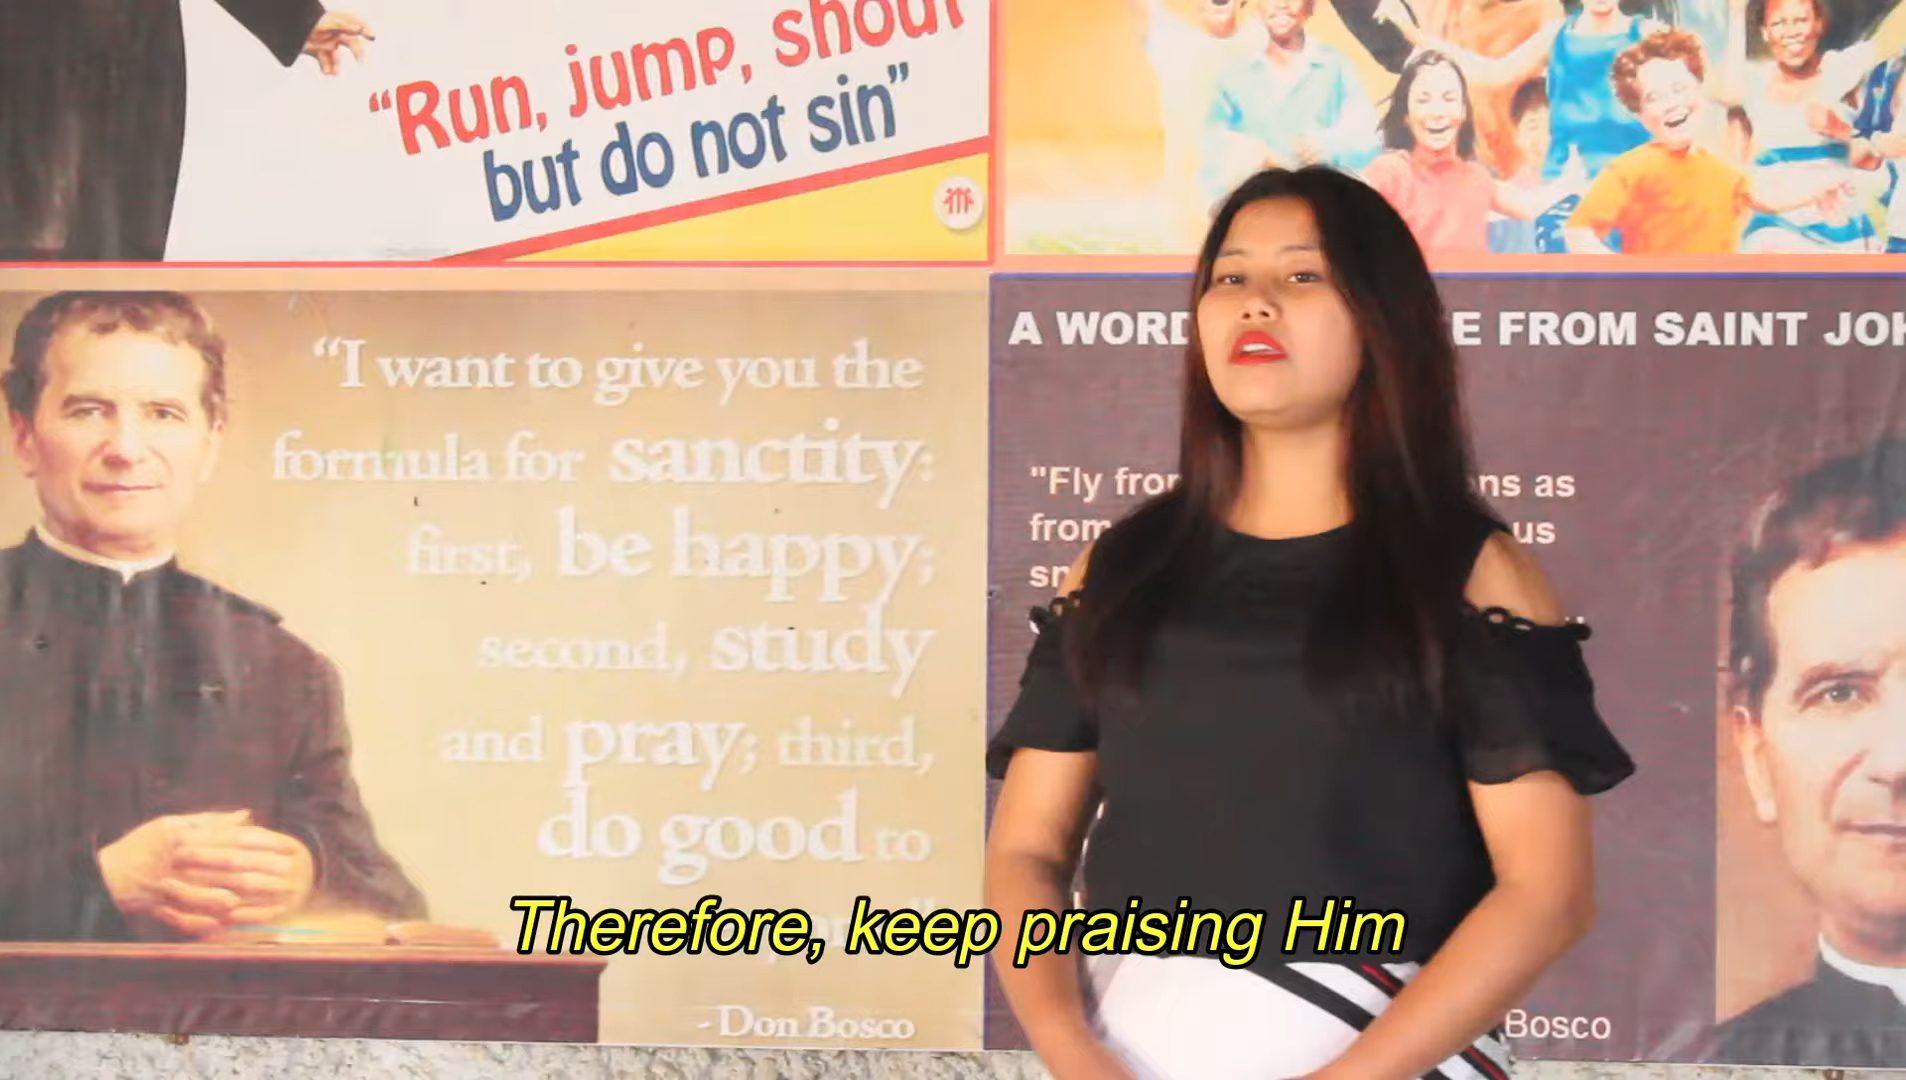 “Run, jump, shout
but do not sin”
“I want to give you the
formula for sanctity:
first, be happy;
second, study
and pray; third,
do good to
- Don Bosco
A WORD
E FROM SAINT
"Fly from
ns as
from
us
Bosco
Therefore, keep praising Him